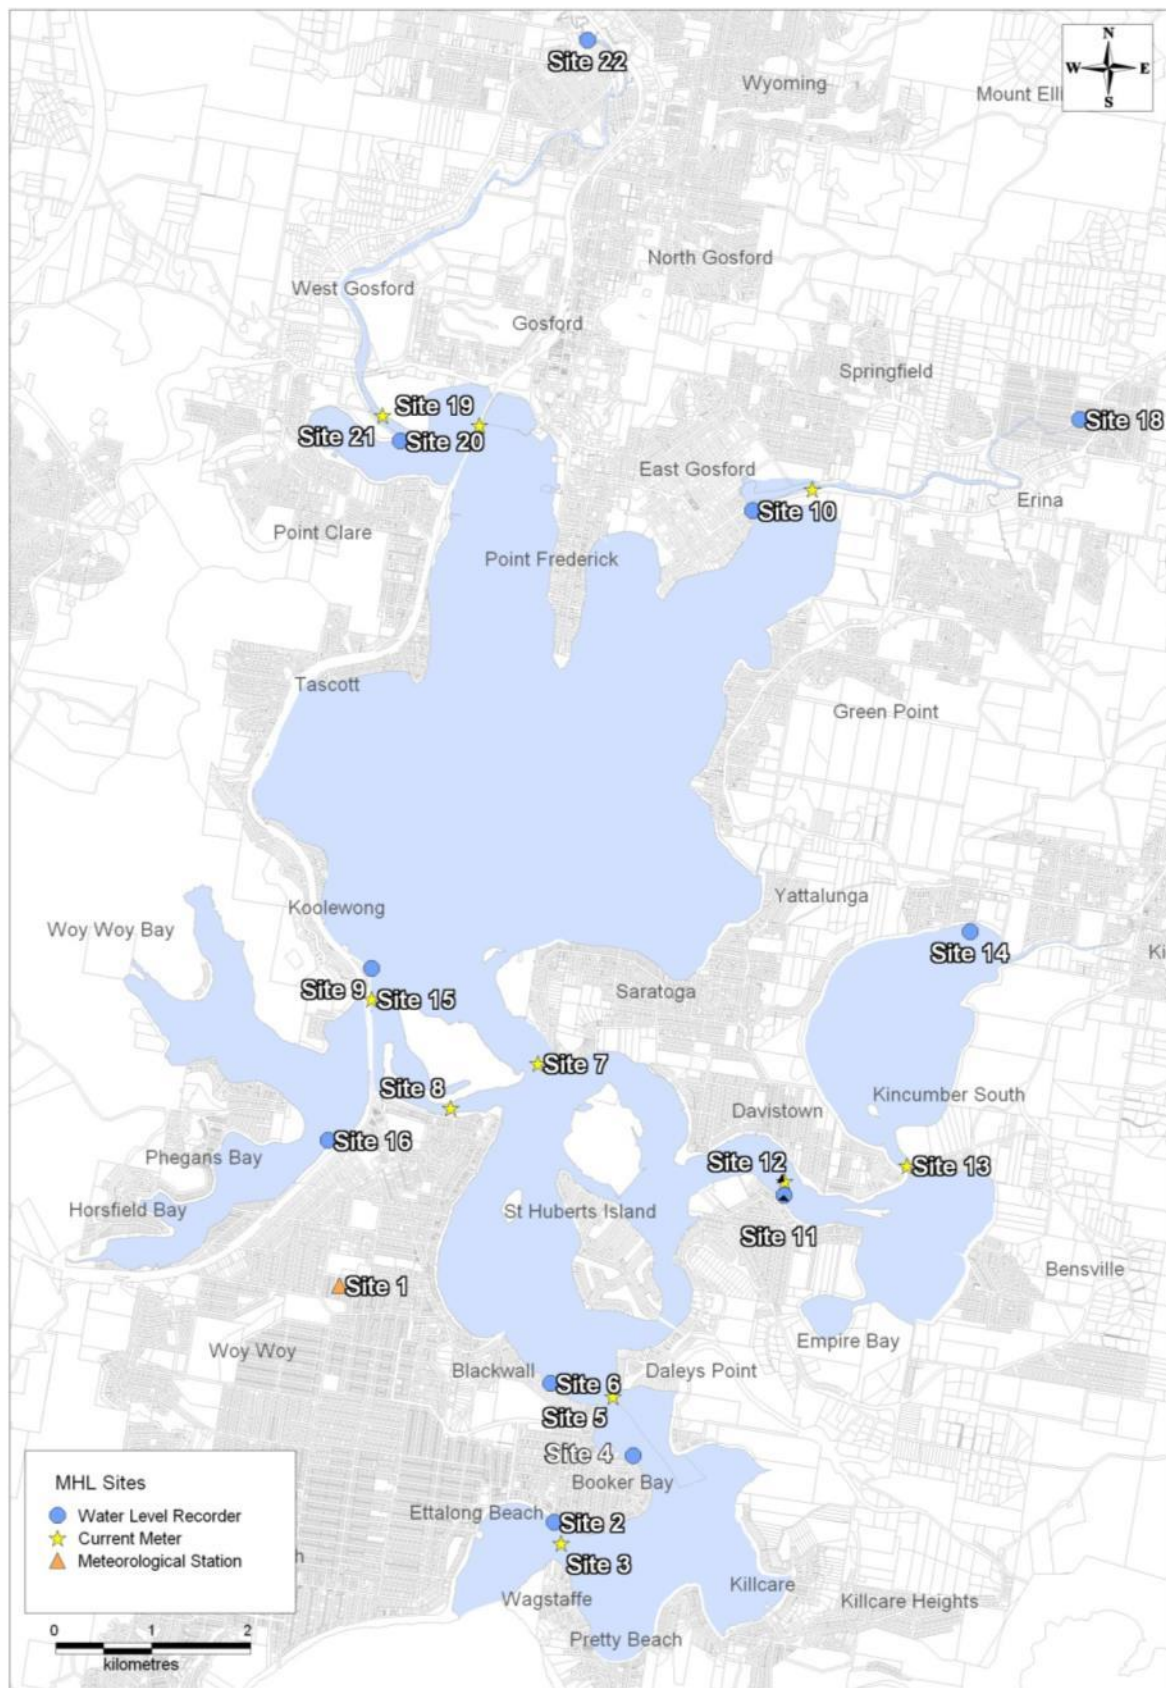 N
W E
S
Site 22
Wyoming
Mount Elli
North Gosford
West Gosford
Gosford
Springfield
Site 19
Site 18
Site 21
Site 20
East Gosford
Erina
Site 10
Point Clare
Point Frederick
Tascott
Green Point
Yattalunga
Koolewong
Woy Woy Bay
Site 14
Ki
Site 9
Saratoga
Site 15
Site 7
Site 8
Kincumber South
Davistown
Site 16
Phegans Bay
Site 12
Site 13
Horsfield Bay
St Huberts Island
Site 11
Bensville
Site 1
Empire Bay
Woy Woy
Blackwall
Daleys Point
Site 6
Site 5
Site 4
Booker Bay
Ettalong Beach
Site 2
Site 3
Killcare
Wagstaffe
Killcare Heights
Pretty Beach
MHL Sites
Water Level Recorder
Current Meter
Meteorological Station
h
0 1 2
kilometres